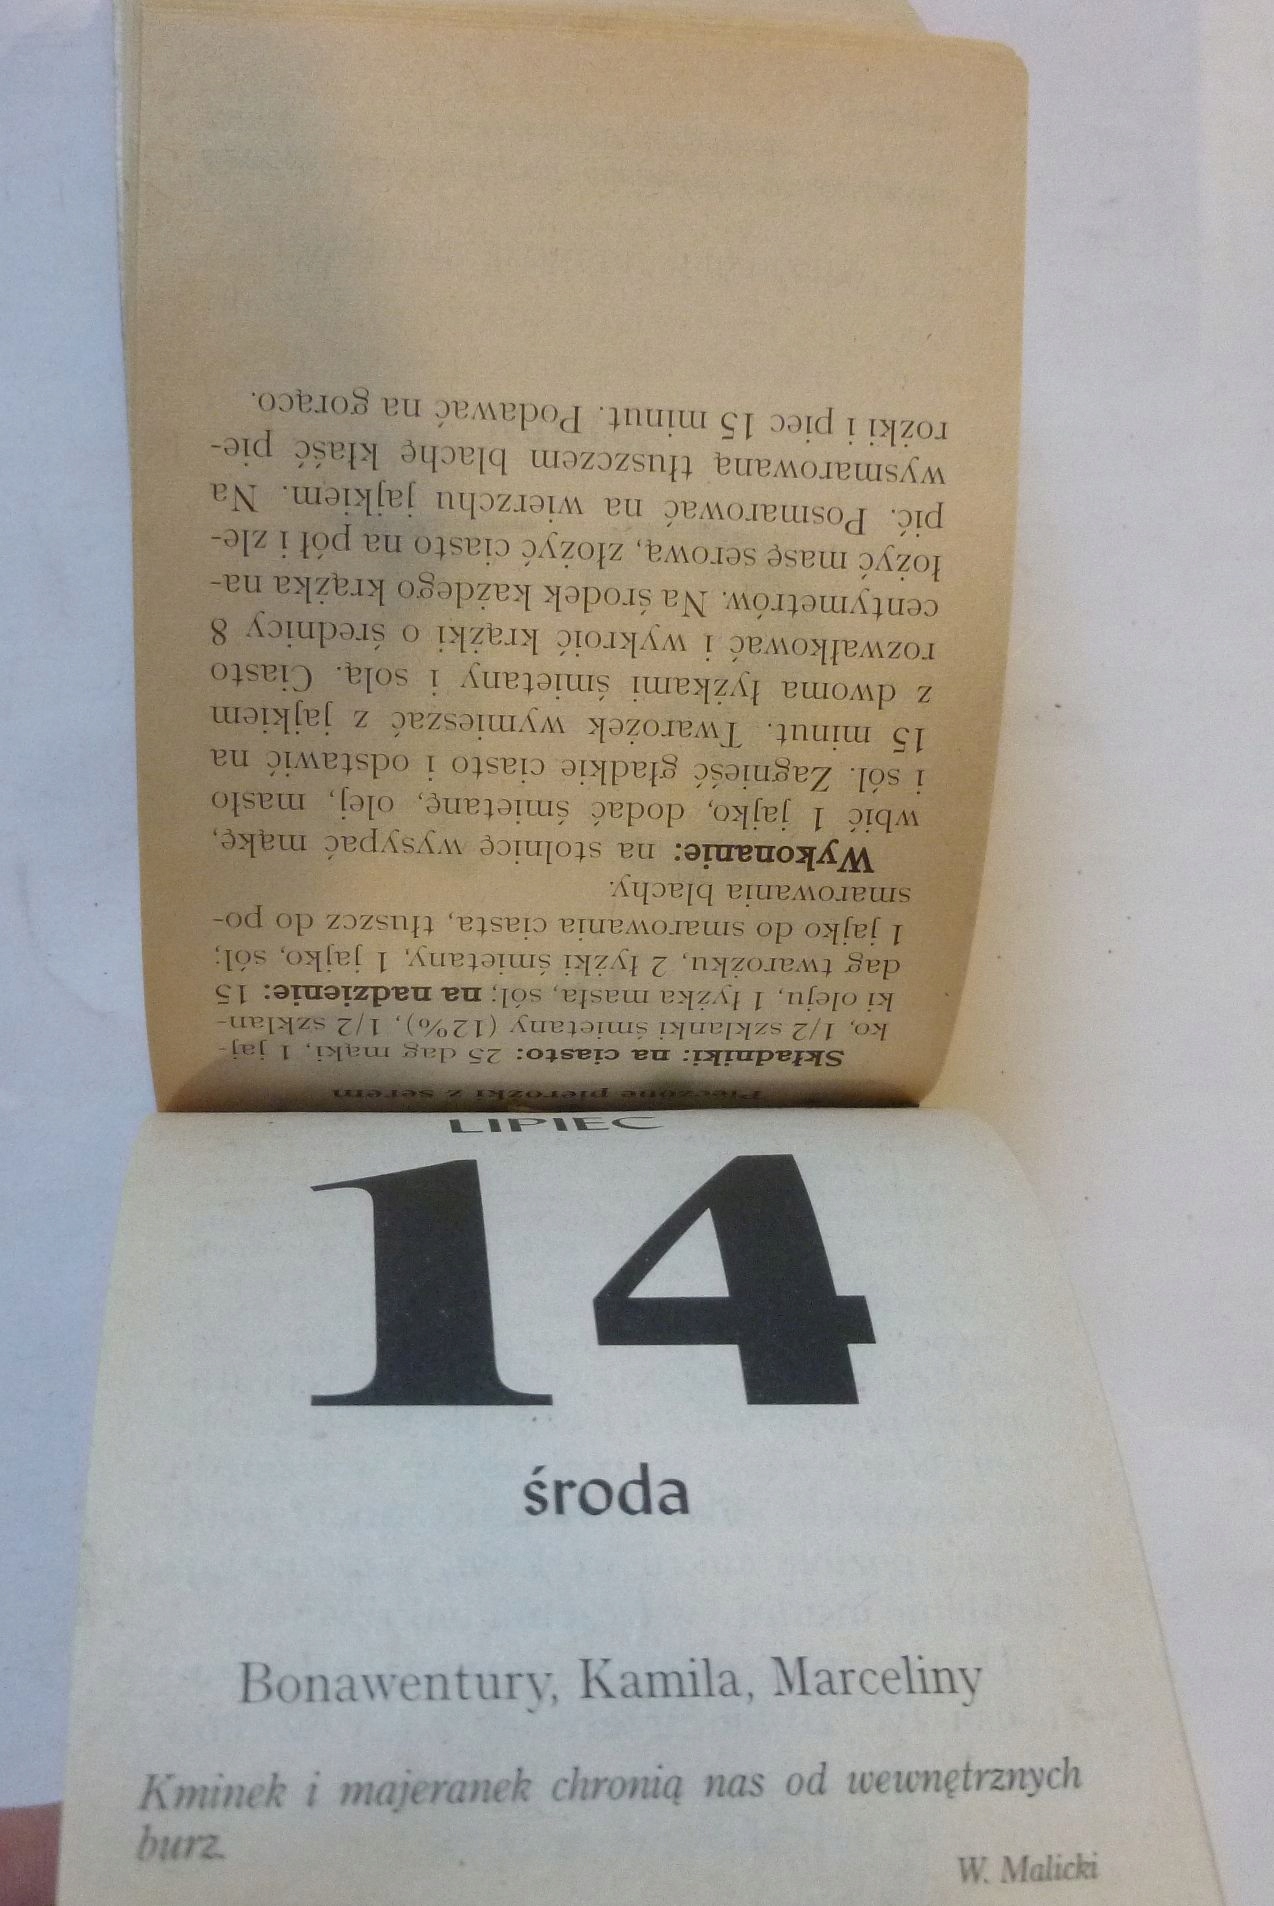 Pieczone pierożki z serem
Składniki: na ciasto: 25 dag mąki, 1 jaj-
ko, 1/2 szklanki śmietany (12%), 1/2 szklan-
ki oleju, 1 łyżka masła, sól; na nadzienie: 15
dag twarożku, 2 łyżki śmietany, 1 jajko, sól;
1 jajko do smarowania ciasta, tłuszcz do po-
smarowania blachy.
Wykonanie: na stolnicę wysypać mąkę,
wbić 1 jajko, dodać śmietanę, olej, masło
i sól. Zagnieść gładkie ciasto i odstawić na
15 minut. Twarożek wymieszać z jajkiem
z dwoma łyżkami śmietany i solą. Ciasto
rozwałkować i wykroić krążki o średnicy 8
centymetrów. Na środek każdego krążka na-
łożyć masę serową, złożyć ciasto na pół i zle-
pić. Posmarować na wierzchu jajkiem. Na
wysmarowaną tłuszczem blachę kłaść pie-
rożki i piec 15 minut. Podawać na gorąco.
LIPIEC
14
środa
Bonawentury, Kamila, Marceliny
Kminek i majeranek chronią nas od wewnętrznych
burz.
W. Malicki